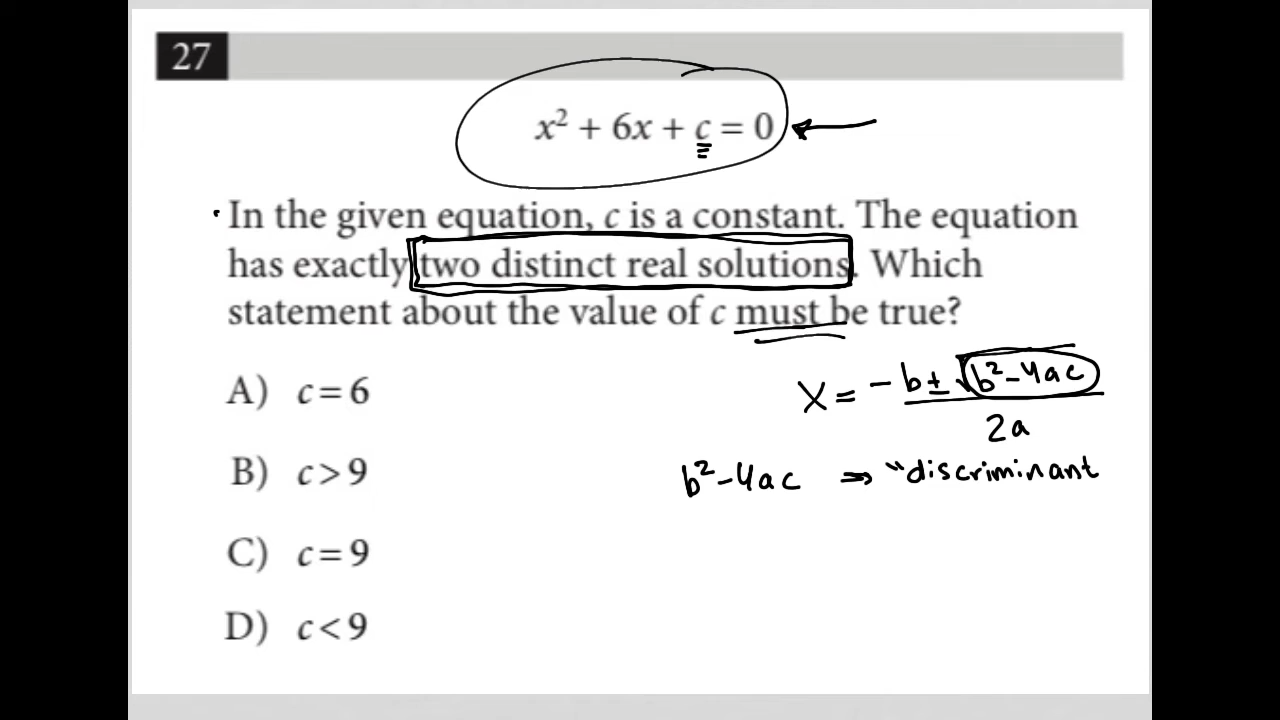 27
x² + 6x + c = 0
In the given equation, c is a constant. The equation
has exactly two distinct real solutions. Which
statement about the value of c must be true?
A) c = 6
B) c > 9
C) c = 9
D) c < 9
X = -b ± √b² - 4ac
2a
b² - 4ac ⇒ "discriminant